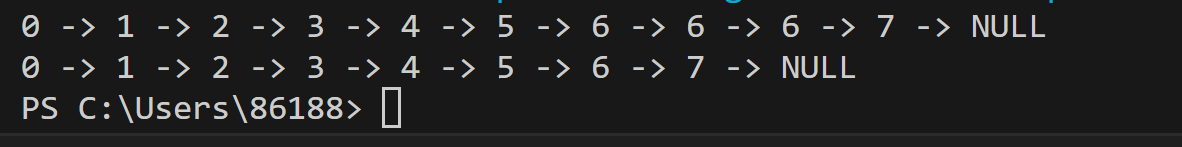 0 -> 1 -> 2 -> 3 -> 4 -> 5 -> 6 -> 6 -> 6 -> 7 -> NULL
0 -> 1 -> 2 -> 3 -> 4 -> 5 -> 6 -> 7 -> NULL
PS C:\Users\86188>